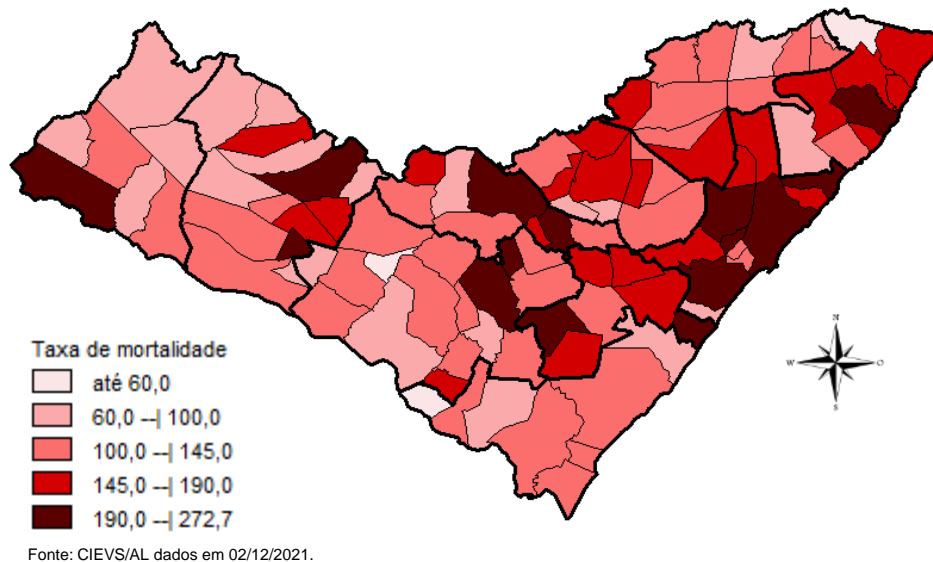 Taxa de mortalidade
até 60,0
60,0 --| 100,0
100,0 --| 145,0
145,0 --| 190,0
190,0 --| 272,7
N
W
O
S
Fonte: CIEVS/AL dados em 02/12/2021.